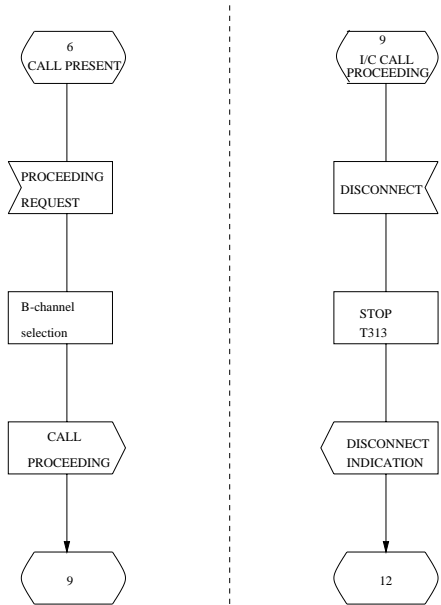 6
CALL PRESENT
PROCEEDING
REQUEST
B-channel
selection
CALL
PROCEEDING
9
9
I/C CALL
PROCEEDING
DISCONNECT
STOP
T313
DISCONNECT
INDICATION
12